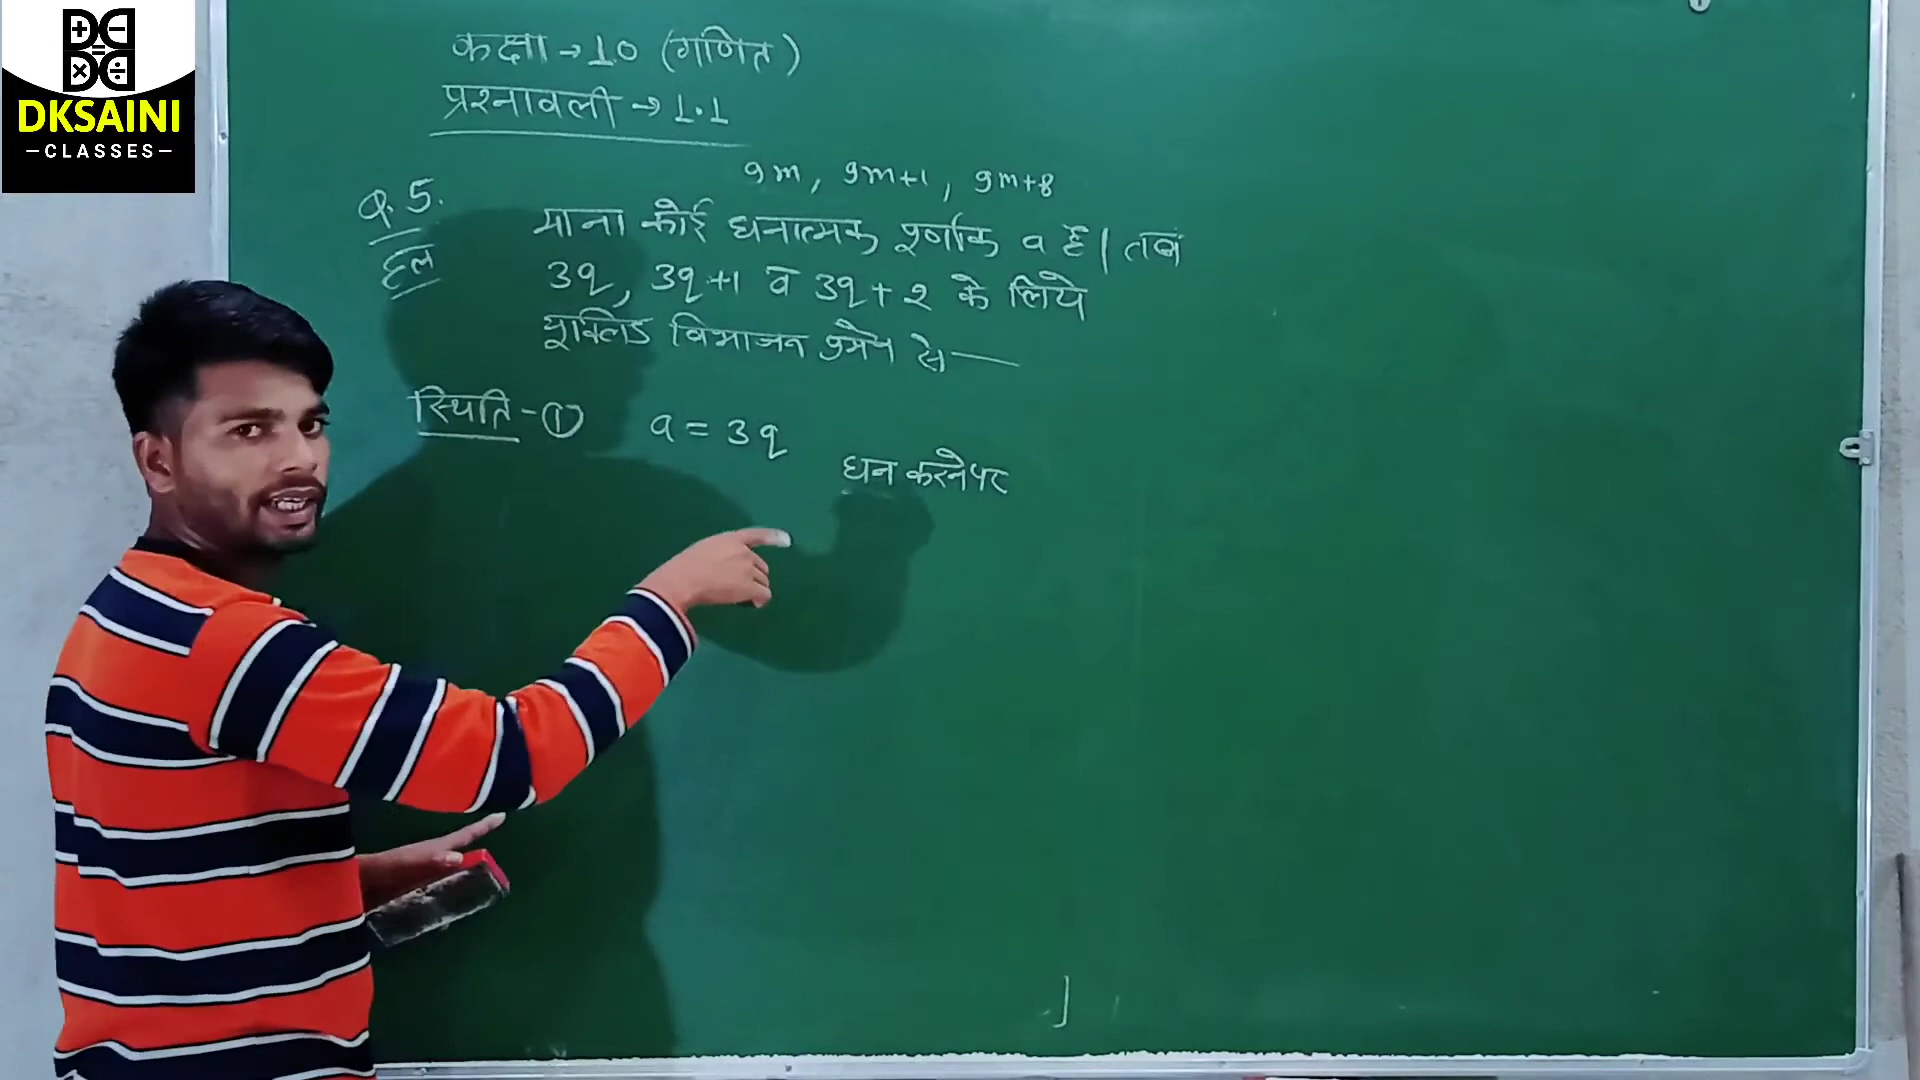 DKSAINI
CLASSES
कक्षा → 10 (गणित)
प्रश्नावली → 1.1
9m, 9m+1, 9m+8
Q. 5.
हल
माना कोई धनात्मक पूर्णांक a है। तब
3q, 3q+1 व 3q+2 के लिये
यूक्लिड विभाजन प्रमेय से —
स्थिति - ① a = 3q
घन करने पर